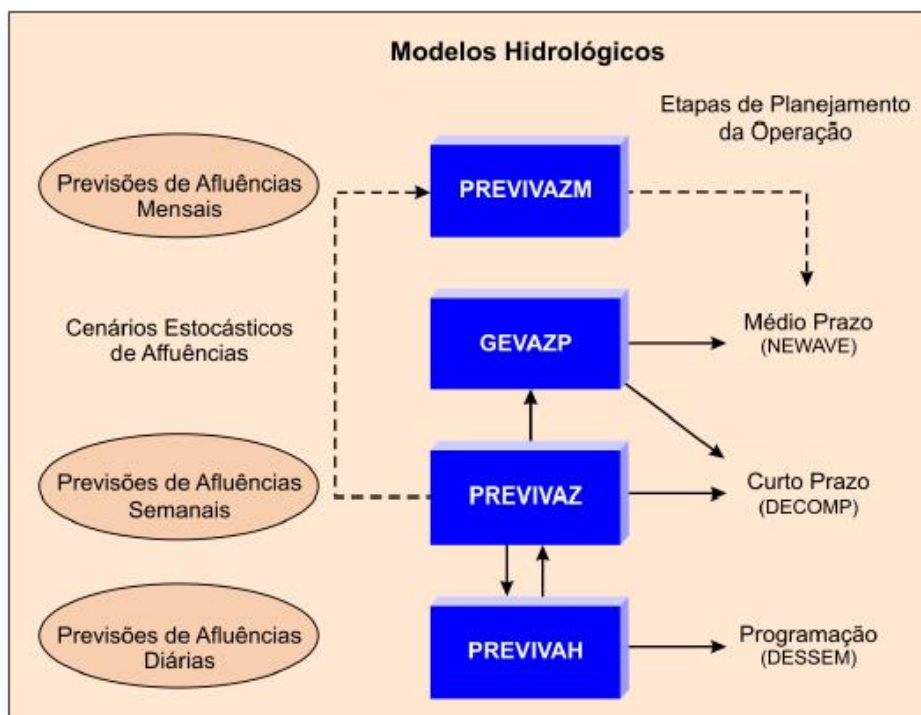 Modelos Hidrológicos
Etapas de Planejamento
da Operação
Previsões de Afluências
Mensais
PREVIVAZM
Cenários Estocásticos
de Affuências
GEVAZP
Médio Prazo
(NEWAVE)
Previsões de Afluências
Semanais
PREVIVAZ
Curto Prazo
(DECOMP)
Previsões de Afluências
Diárias
PREVIVAH
Programação
(DESSEM)